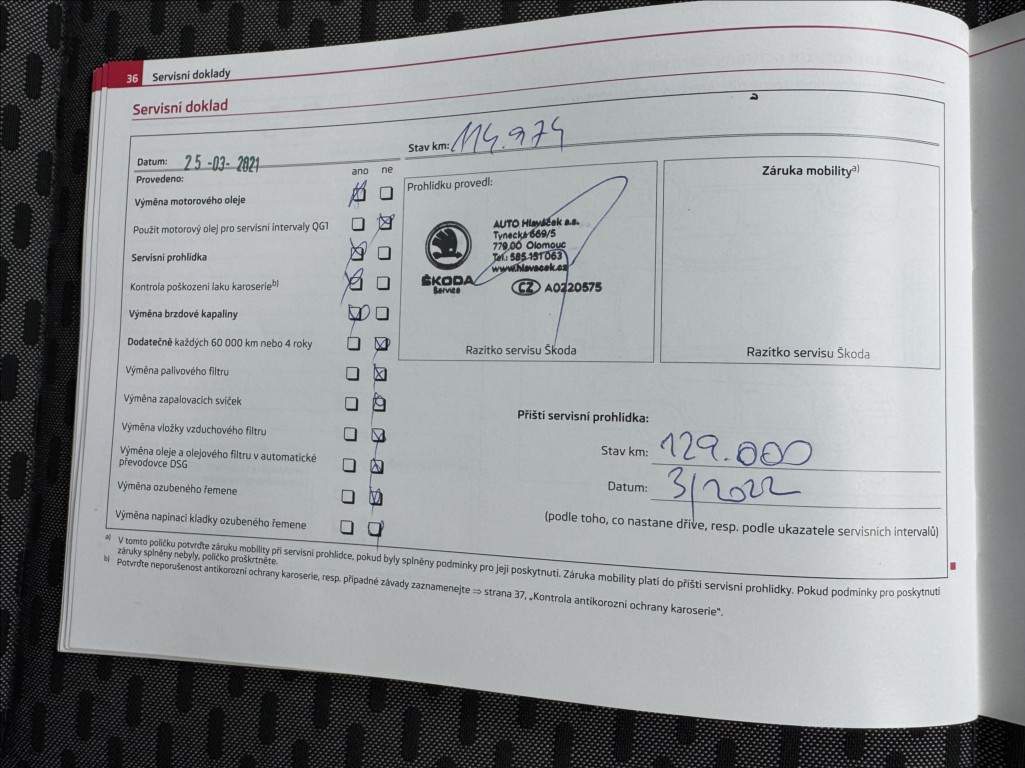 36 Servisní doklady
Servisní doklad
Datum: 25-03-2021
Stav km: 114.974
Provedeno:
ano ne
Výměna motorového oleje
Použit motorový olej pro servisní intervaly QG1
Servisní prohlídka
Kontrola poškození laku karoserie b)
Výměna brzdové kapaliny
Dodatečně každých 60 000 km nebo 4 roky
Výměna palivového filtru
Výměna zapalovacích svíček
Výměna vložky vzduchového filtru
Výměna oleje a olejového filtru v automatické
převodovce DSG
Výměna ozubeného řemene
Výměna napínací kladky ozubeného řemene
Prohlídku provedl:
ŠKODA
Service
AUTO Hlaváček a.s.
Týnecká 669/5
779 00 Olomouc
Tel.: 585 151 063
www.hlavacek.cz
CZ A0220575
Razítko servisu Škoda
Záruka mobility a)
Razítko servisu Škoda
Příští servisní prohlídka:
Stav km: 129.000
Datum: 3/2022
(podle toho, co nastane dříve, resp. podle ukazatele servisních intervalů)
a) V tomto políčku potvrďte záruku mobility při servisní prohlídce, pokud byly splněny podmínky pro její poskytnutí. Záruka mobility platí do příští servisní prohlídky. Pokud podmínky pro poskytnutí
záruky splněny nebyly, políčko proškrtněte.
b) Potvrďte neporušenost antikorozní ochrany karoserie, resp. případné závady zaznamenejte ⇒ strana 37, „Kontrola antikorozní ochrany karoserie“.